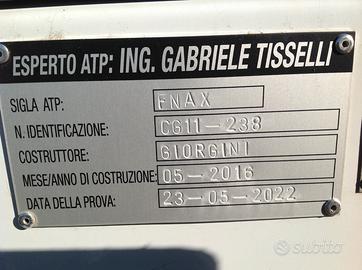 ESPERTO ATP: ING. GABRIELE TISSELLI
SIGLA ATP: FNAX
N. IDENTIFICAZIONE: CG11-238
COSTRUTTORE: GIORGINI
MESE/ANNO DI COSTRUZIONE: 05-2016
DATA DELLA PROVA: 23-05-2022
subito